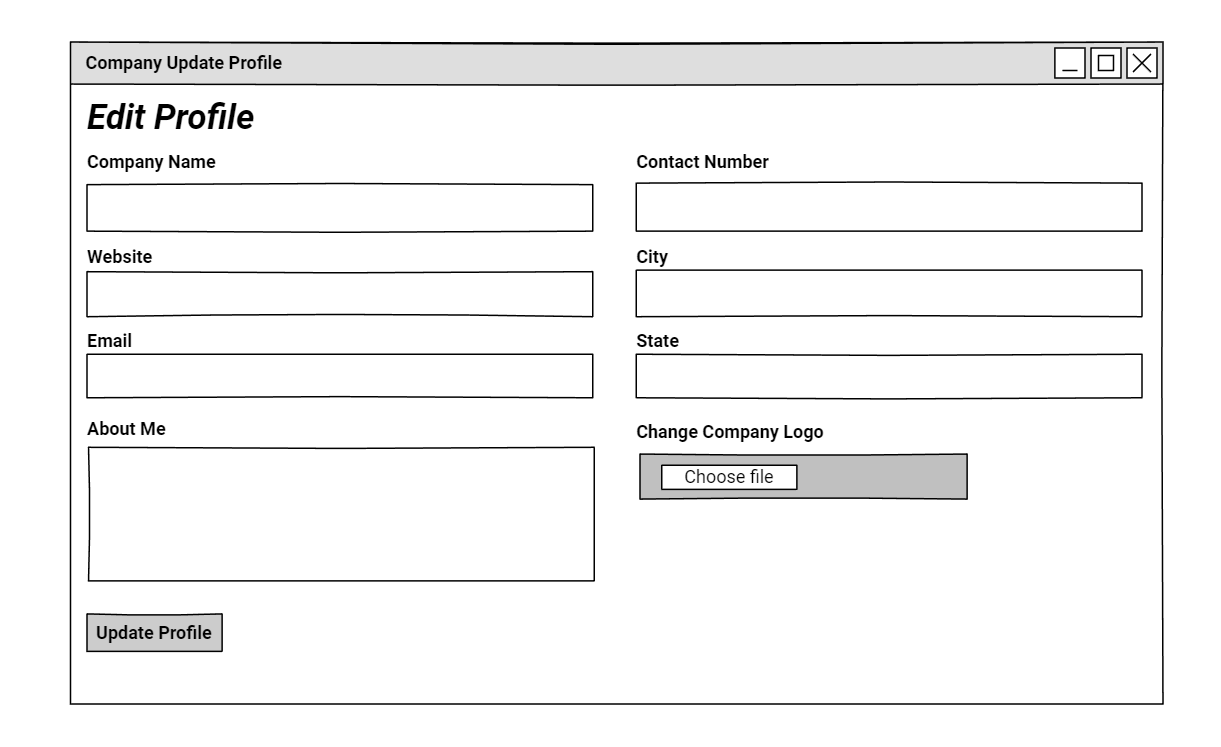 Company Update Profile
Edit Profile
Company Name
Contact Number
Website
City
Email
State
About Me
Change Company Logo
Choose file
Update Profile